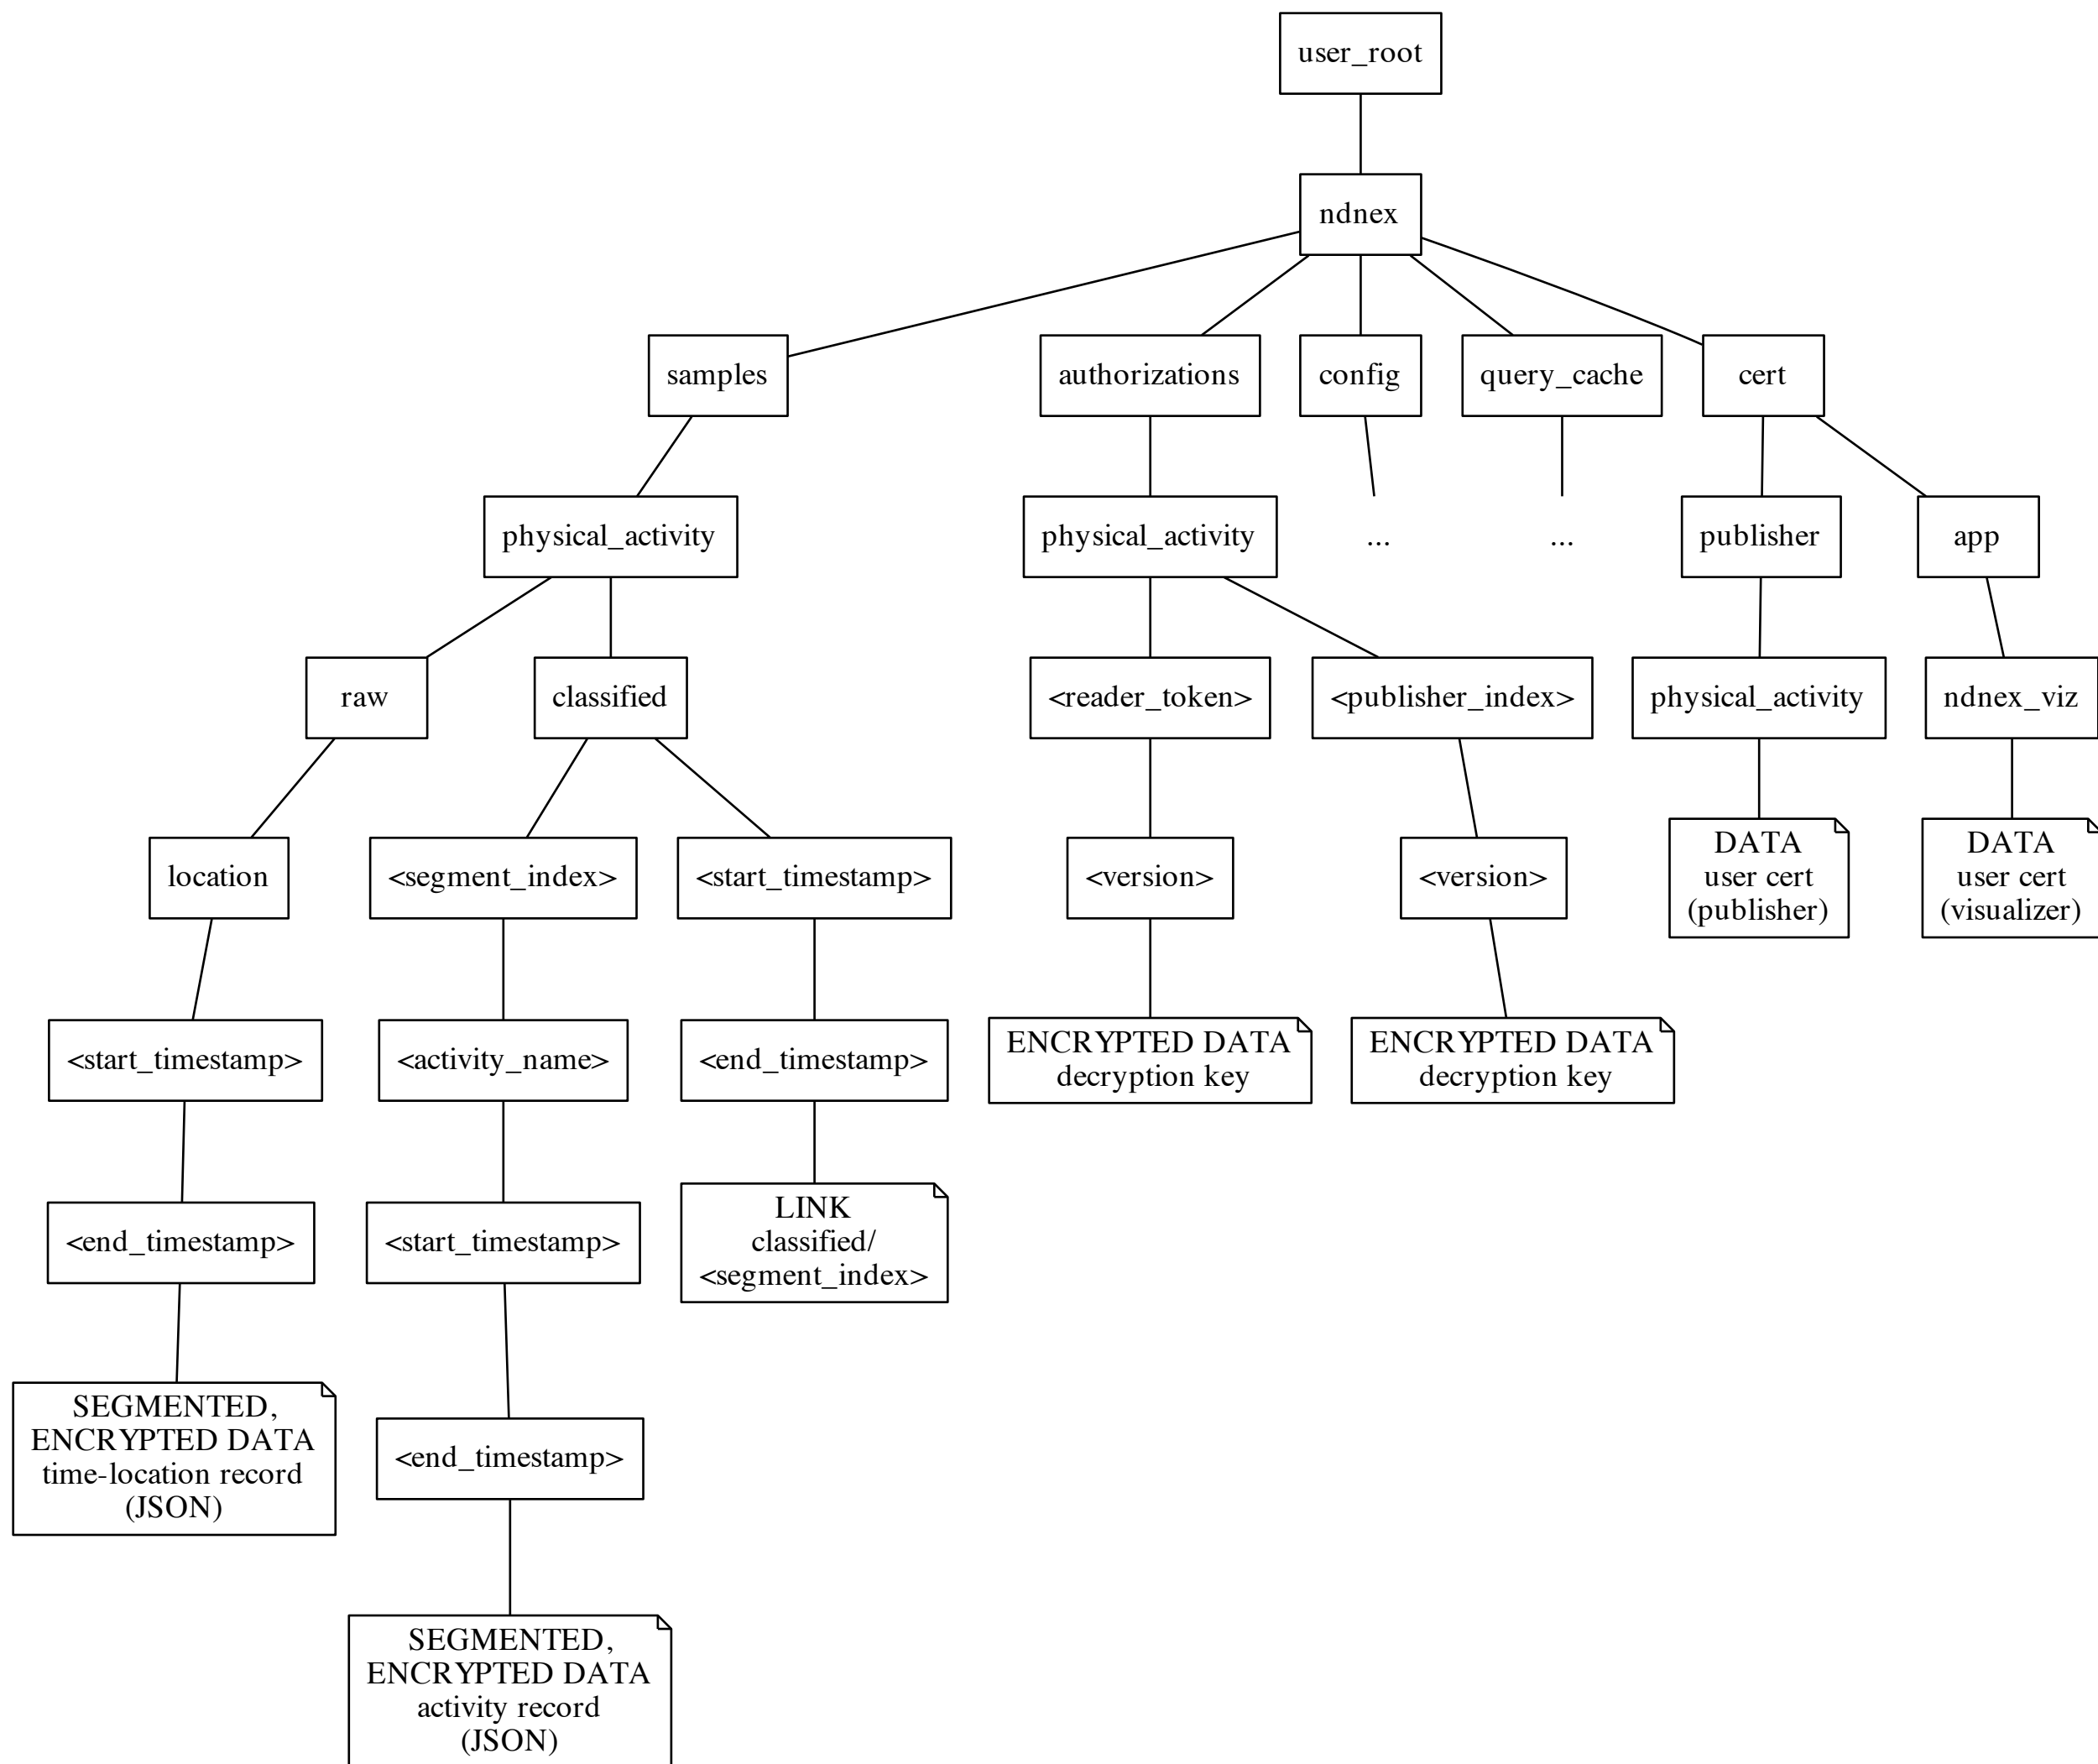 user_root
ndnex
samples
authorizations
config
query_cache
cert
physical_activity
physical_activity
...
...
publisher
app
raw
classified
<reader_token>
<publisher_index>
physical_activity
ndnex_viz
location
<segment_index>
<start_timestamp>
<version>
<version>
DATA
user cert
(publisher)
DATA
user cert
(visualizer)
<start_timestamp>
<activity_name>
<end_timestamp>
ENCRYPTED DATA
decryption key
ENCRYPTED DATA
decryption key
<end_timestamp>
<start_timestamp>
LINK
classified/
<segment_index>
SEGMENTED,
ENCRYPTED DATA
time-location record
(JSON)
<end_timestamp>
SEGMENTED,
ENCRYPTED DATA
activity record
(JSON)